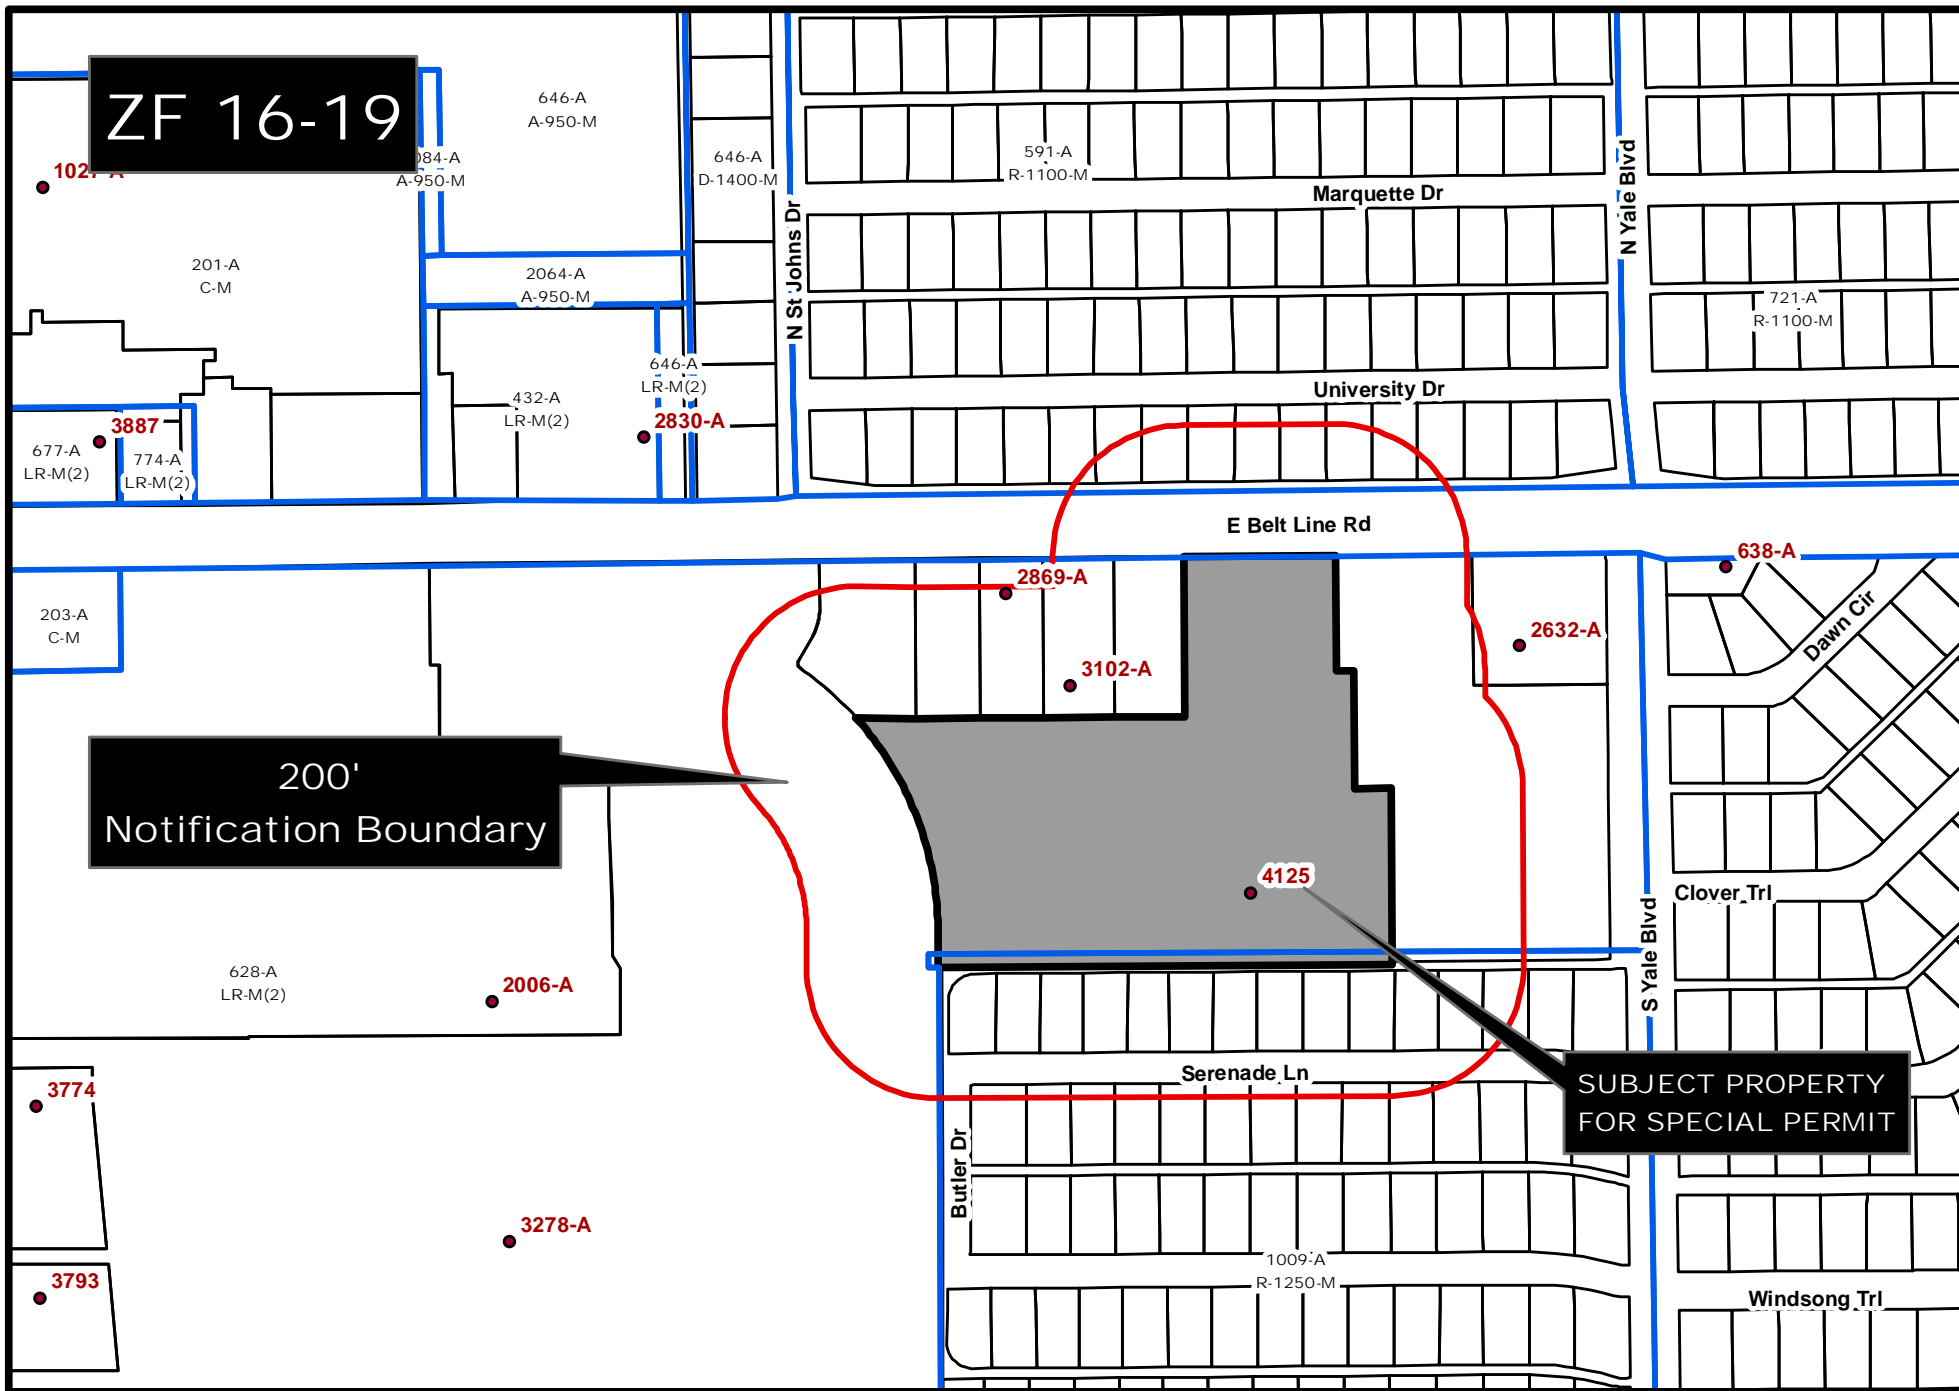 ZF 16-19
1027-A
646-A
A-950-M
084-A
A-950-M
646-A
D-1400-M
591-A
R-1100-M
Marquette Dr
N St Johns Dr
N Yale Blvd
201-A
C-M
2064-A
A-950-M
721-A
R-1100-M
646-A
LR-M(2)
432-A
LR-M(2)
2830-A
University Dr
3887
677-A
LR-M(2)
774-A
LR-M(2)
E Belt Line Rd
638-A
2869-A
203-A
C-M
2632-A
Dawn Cir
3102-A
200'
Notification Boundary
4125
Clover Trl
S Yale Blvd
628-A
LR-M(2)
2006-A
Serenade Ln
SUBJECT PROPERTY
FOR SPECIAL PERMIT
3774
Butler Dr
3278-A
1009-A
R-1250-M
3793
Windsong Trl